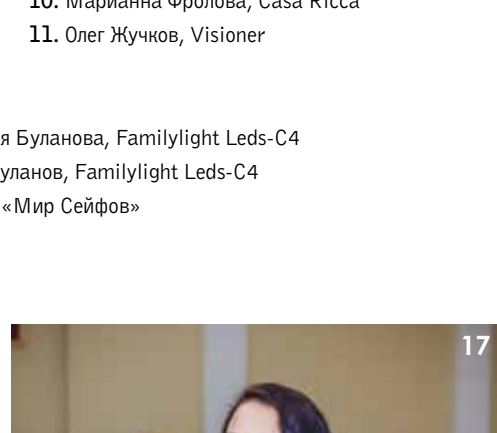 10. Марианна Фролова, Casa Ricca
11. Олег Жучков, Visioner
я Буланова, Familylight Leds-C4
уланов, Familylight Leds-C4
«Мир Сейфов»
17